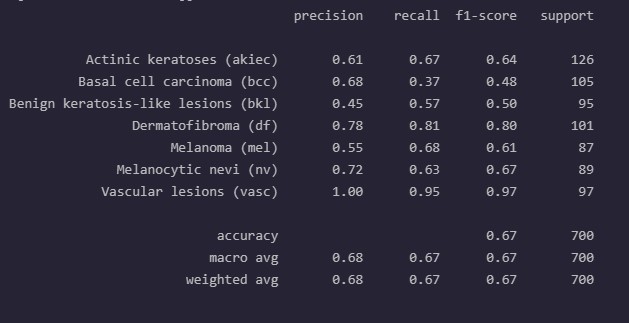 precision recall f1-score support
Actinic keratoses (akiec) 0.61 0.67 0.64 126
Basal cell carcinoma (bcc) 0.68 0.37 0.48 105
Benign keratosis-like lesions (bkl) 0.45 0.57 0.50 95
Dermatofibroma (df) 0.78 0.81 0.80 101
Melanoma (mel) 0.55 0.68 0.61 87
Melanocytic nevi (nv) 0.72 0.63 0.67 89
Vascular lesions (vasc) 1.00 0.95 0.97 97
accuracy 0.67 700
macro avg 0.68 0.67 0.67 700
weighted avg 0.68 0.67 0.67 700